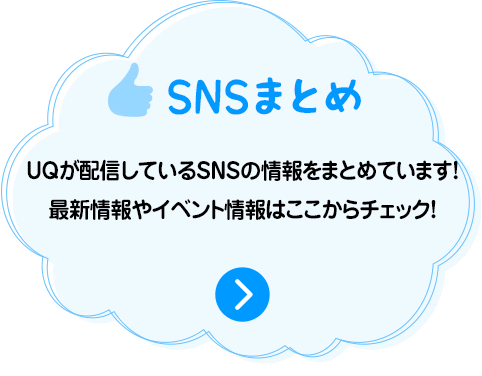 SNSまとめ
UQが配信しているSNSの情報をまとめています!
最新情報やイベント情報はここからチェック!